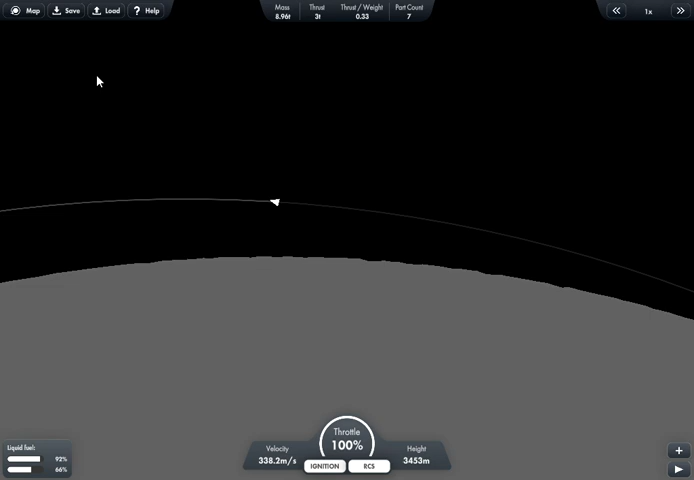 Map Save Load Help
Mass Thrust Thrust / Weight Part Count
8.96t 3t 0.33 7
1x
Liquid fuel:
92%
66%
Throttle
100%
Velocity
338.2m/s
Height
3453m
IGNITION RCS